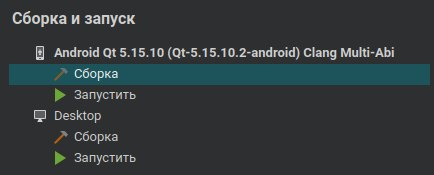 Сборка и запуск
Android Qt 5.15.10 (Qt-5.15.10.2-android) Clang Multi-Abi
Сборка
Запустить
Desktop
Сборка
Запустить